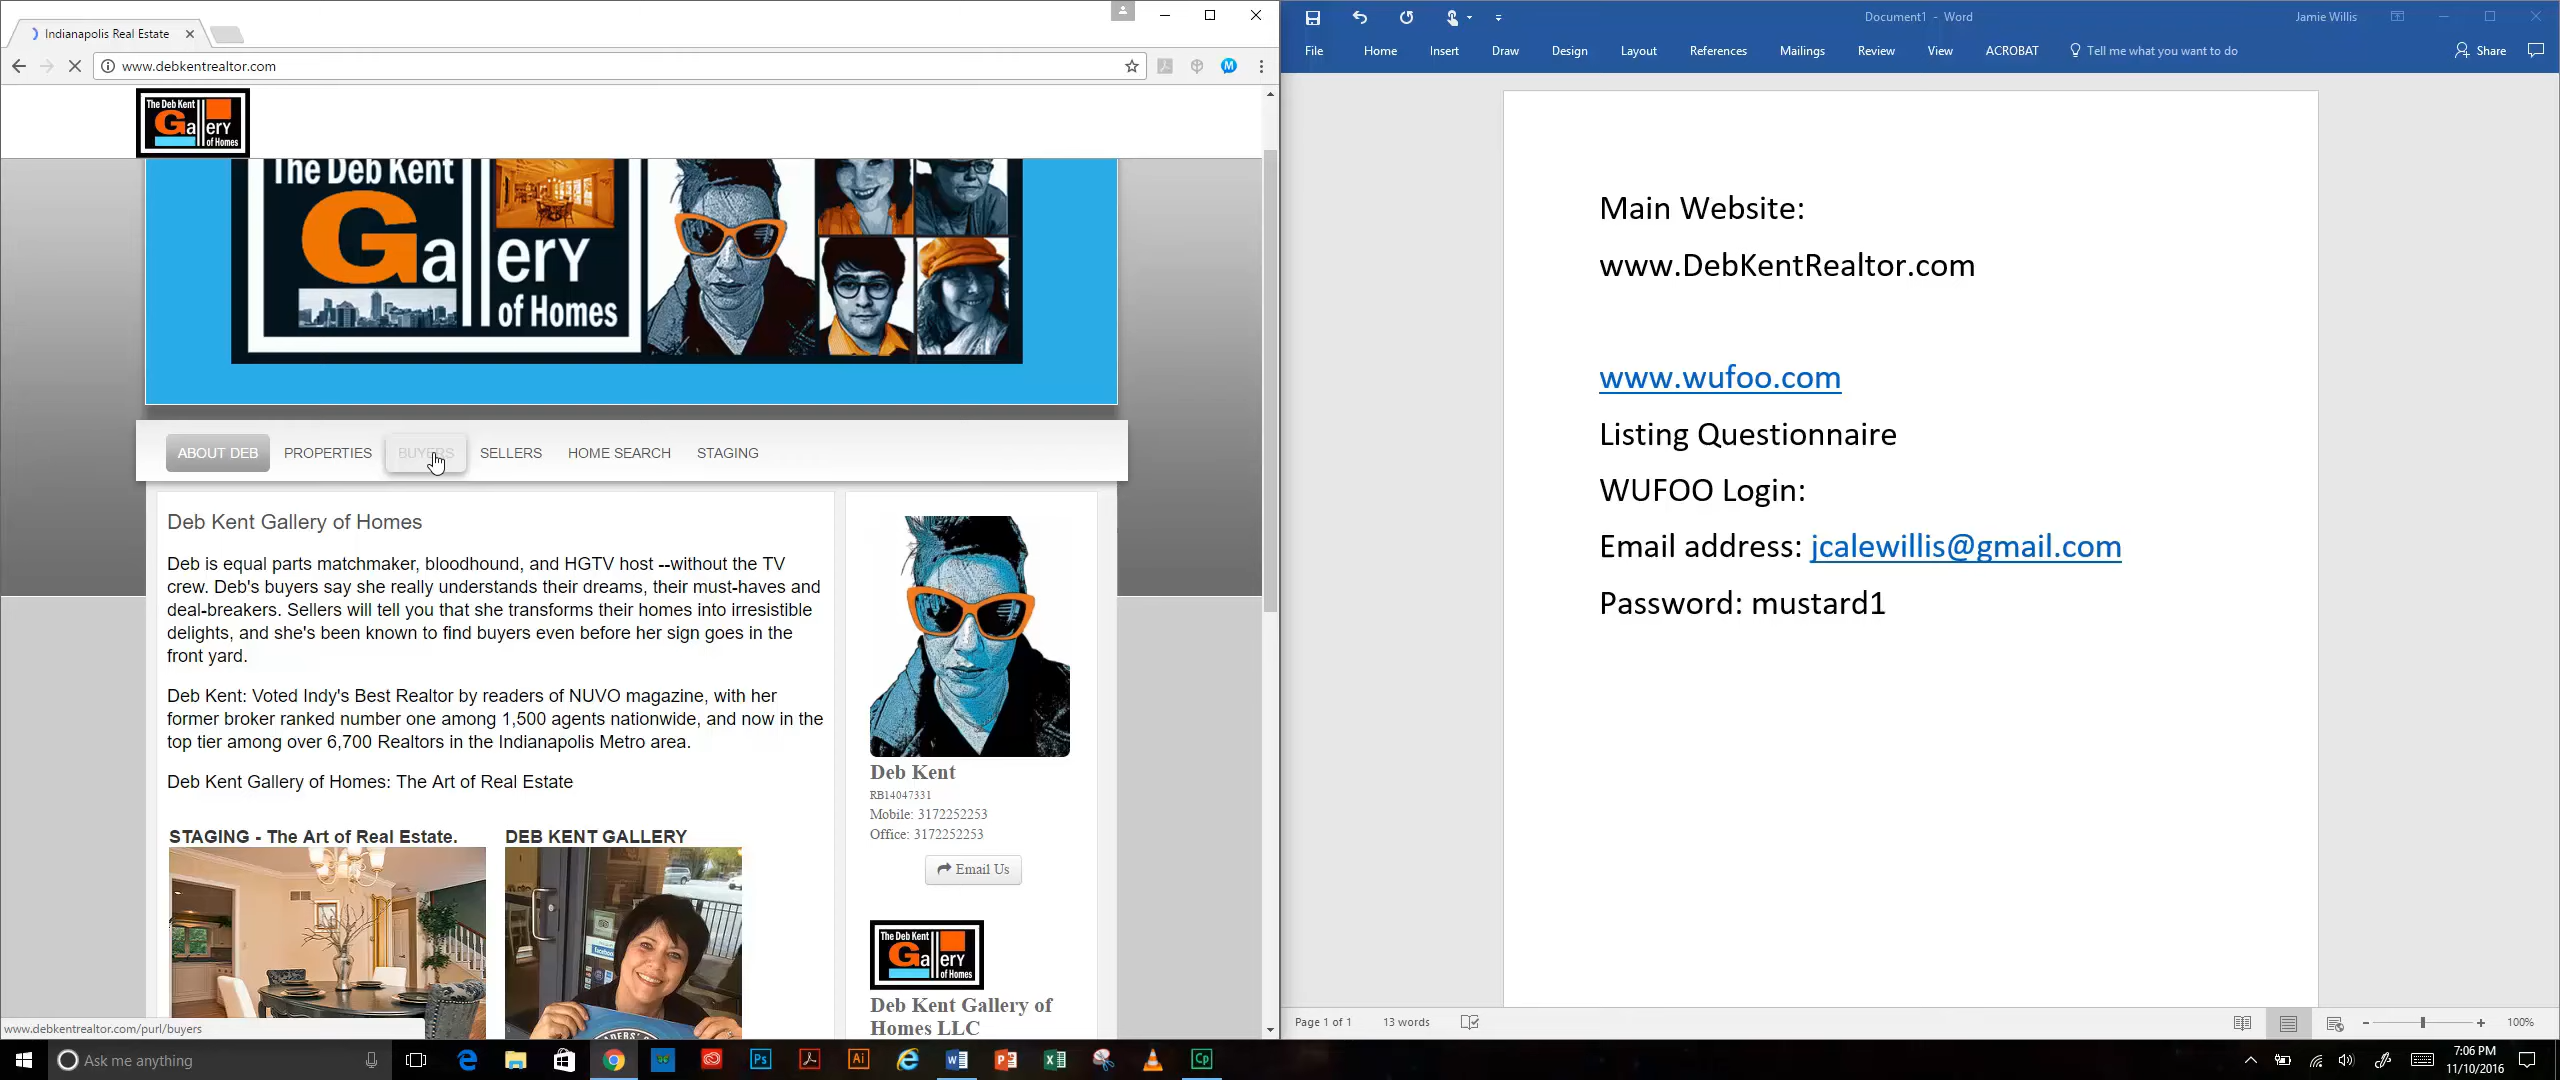 Indianapolis Real Estate
www.debkentrealtor.com
The Deb Kent
Gallery
of Homes
The Deb Kent
Gallery
of Homes
ABOUT DEB PROPERTIES BUYERS SELLERS HOME SEARCH STAGING
Deb Kent Gallery of Homes
Deb is equal parts matchmaker, bloodhound, and HGTV host --without the TV
crew. Deb's buyers say she really understands their dreams, their must-haves and
deal-breakers. Sellers will tell you that she transforms their homes into irresistible
delights, and she's been known to find buyers even before her sign goes in the
front yard.
Deb Kent: Voted Indy's Best Realtor by readers of NUVO magazine, with her
former broker ranked number one among 1,500 agents nationwide, and now in the
top tier among over 6,700 Realtors in the Indianapolis Metro area.
Deb Kent Gallery of Homes: The Art of Real Estate
STAGING - The Art of Real Estate.
DEB KENT GALLERY
Deb Kent
RB14047331
Mobile: 3172252253
Office: 3172252253
Email Us
The Deb Kent
Gallery
of Homes
Deb Kent Gallery of
Homes LLC
www.debkentrealtor.com/purl/buyers
Document1 - Word
Jamie Willis
File Home Insert Draw Design Layout References Mailings Review View ACROBAT Tell me what you want to do Share
Main Website:
www.DebKentRealtor.com
www.wufoo.com
Listing Questionnaire
WUFOO Login:
Email address: jcalewillis@gmail.com
Password: mustard1
Page 1 of 1 13 words
100%
Ask me anything
7:06 PM
11/10/2016